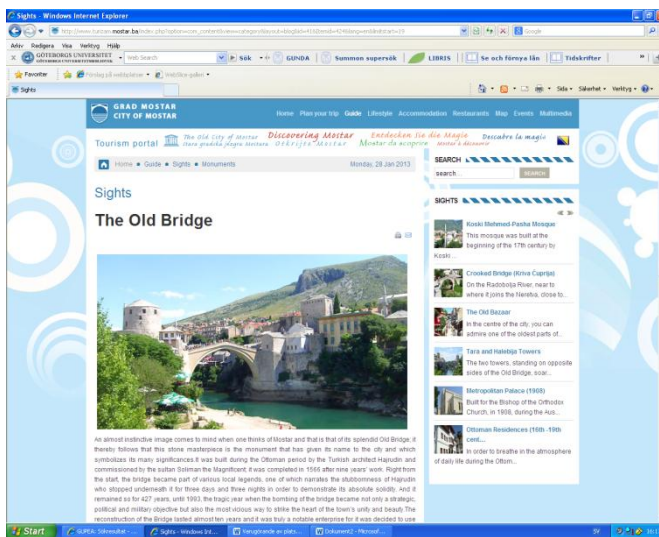 Sights - Windows Internet Explorer
Google
Arkiv Redigera Visa Verktyg Hjälp
GÖTEBORGS UNIVERSITET
Web Search
Sök
GUNDA
Summon supersök
LIBRIS
Se och förnya lån
Tidskrifter
Favoriter
Förslag på webbplatser
WebSlice-galleri
Sights
Sida Säkerhet Verktyg
GRAD MOSTAR
CITY OF MOSTAR
Home Plan your trip Guide Lifestyle Accommodation Restaurants Map Events Multimedia
Tourism portal
The Old City of Mostar
Discovering Mostar
Entdecken Sie die Magie
Descubre la magic
Otkrijte Mostar
Mostar da scoprire
Mostar à découvrir
Home Guide Sights Monuments
Monday, 28 Jan 2013
Sights
The Old Bridge
An almost instinctive image comes to mind when one thinks of Mostar and that is that of its splendid Old Bridge, it
thereby follows that this stone masterpiece is the monument that has given its name to the city and which
symbolizes its many significances. It was built during the Ottoman period by the Turkish architect Hajrudin and
commissioned by the sultan Soliman the Magnificent; it was completed in 1566 after nine years' work. Right from
the start, the bridge became part of various local legends, one of which narrates the stubbornness of Hajrudin
who stopped underneath it for three days and three nights in order to demonstrate its absolute solidity. And it
remained so for 427 years, until 1993, the tragic year when the bombing of the bridge became not only a strategic,
political and military objective but also the most vicious way to strike the heart of the town's unity and beauty. The
reconstruction of the Bridge lasted almost ten years and it was truly a notable enterprise for it was decided to use
SEARCH
search...
SEARCH
SIGHTS
Koski Mehmed-Pasha Mosque
This mosque was built at the
beginning of the 17th century by
Koski ...
Crooked Bridge (Kriva Ćuprija)
On the Radobolja River, near to
where it joins the Neretva, close to...
The Old Bazaar
In the centre of the city, you can
admire one of the oldest parts of...
Tara and Halebija Towers
The two towers, standing on opposite
sides of the Old Bridge, soar...
Metropolitan Palace (1908)
Built for the Bishop of the Orthodox
Church, in 1908, during the Aus...
Ottoman Residences (16th -19th
cent....
In order to breathe in the atmosphere
of daily life during the Ottom...
Start
GUPEA: Sökresultat - ...
Sights - Windows Int...
Varugörande av plats...
Dokument2 - Microsof...
SV